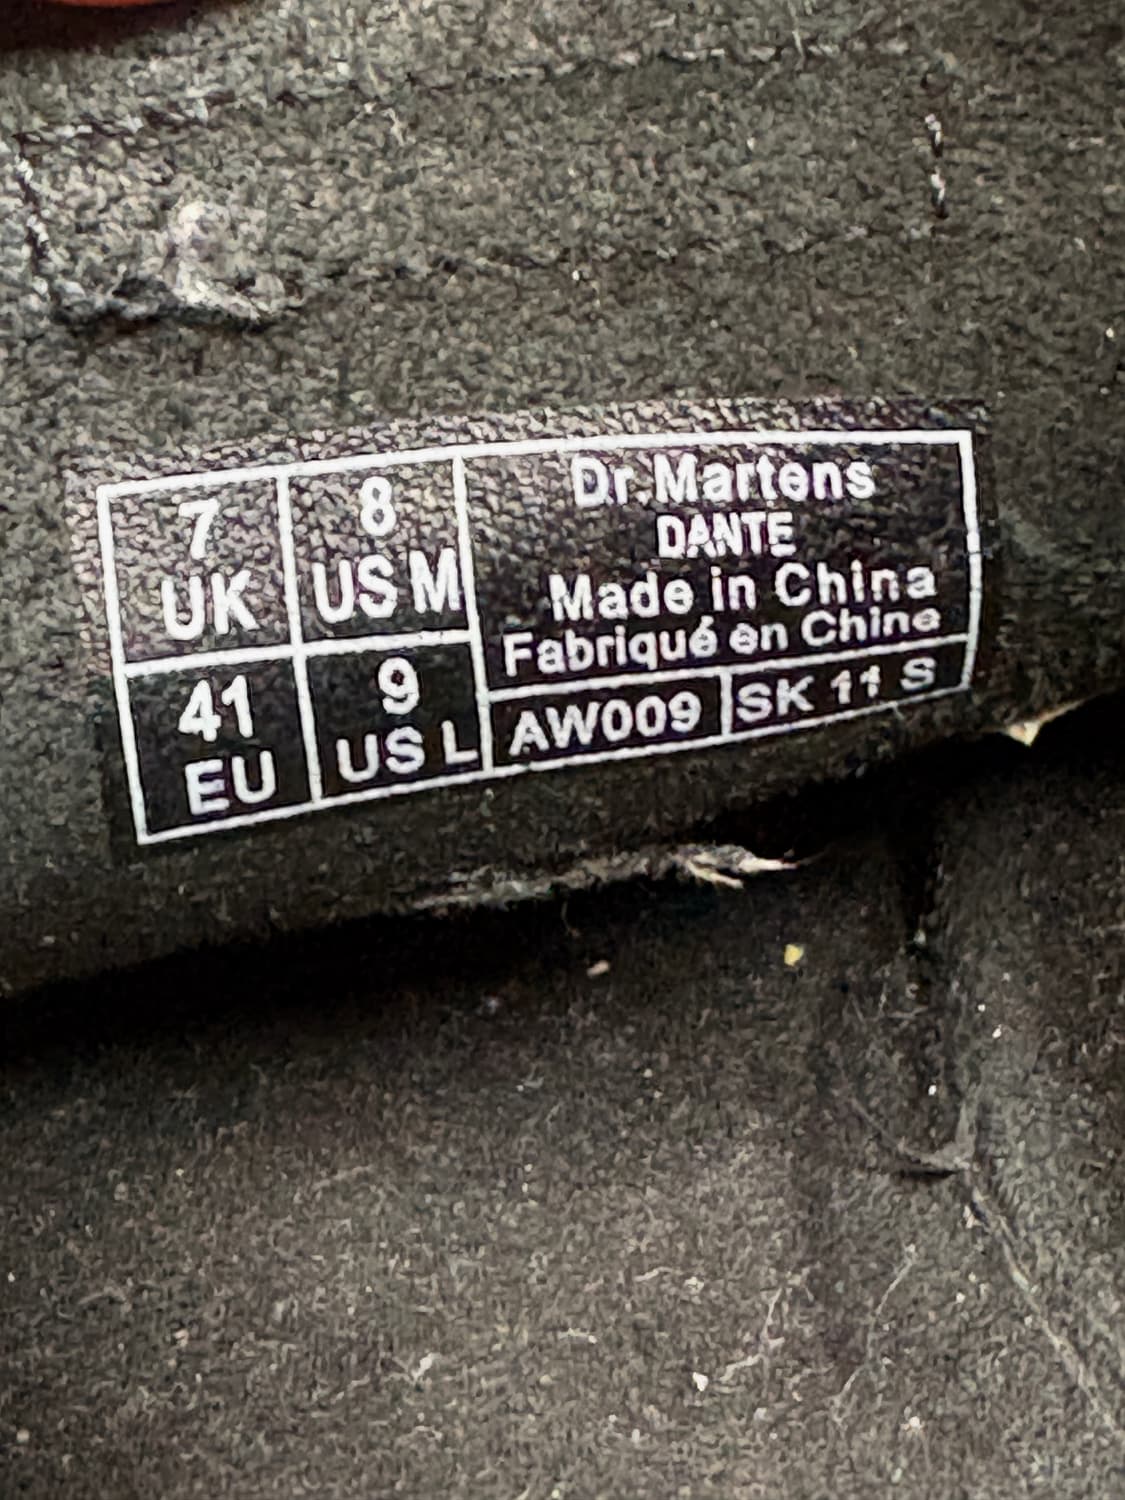 7
UK
8
US M
41
EU
9
US L
Dr.Martens
DANTE
Made in China
Fabriqué en Chine
AW009
SK 11 S